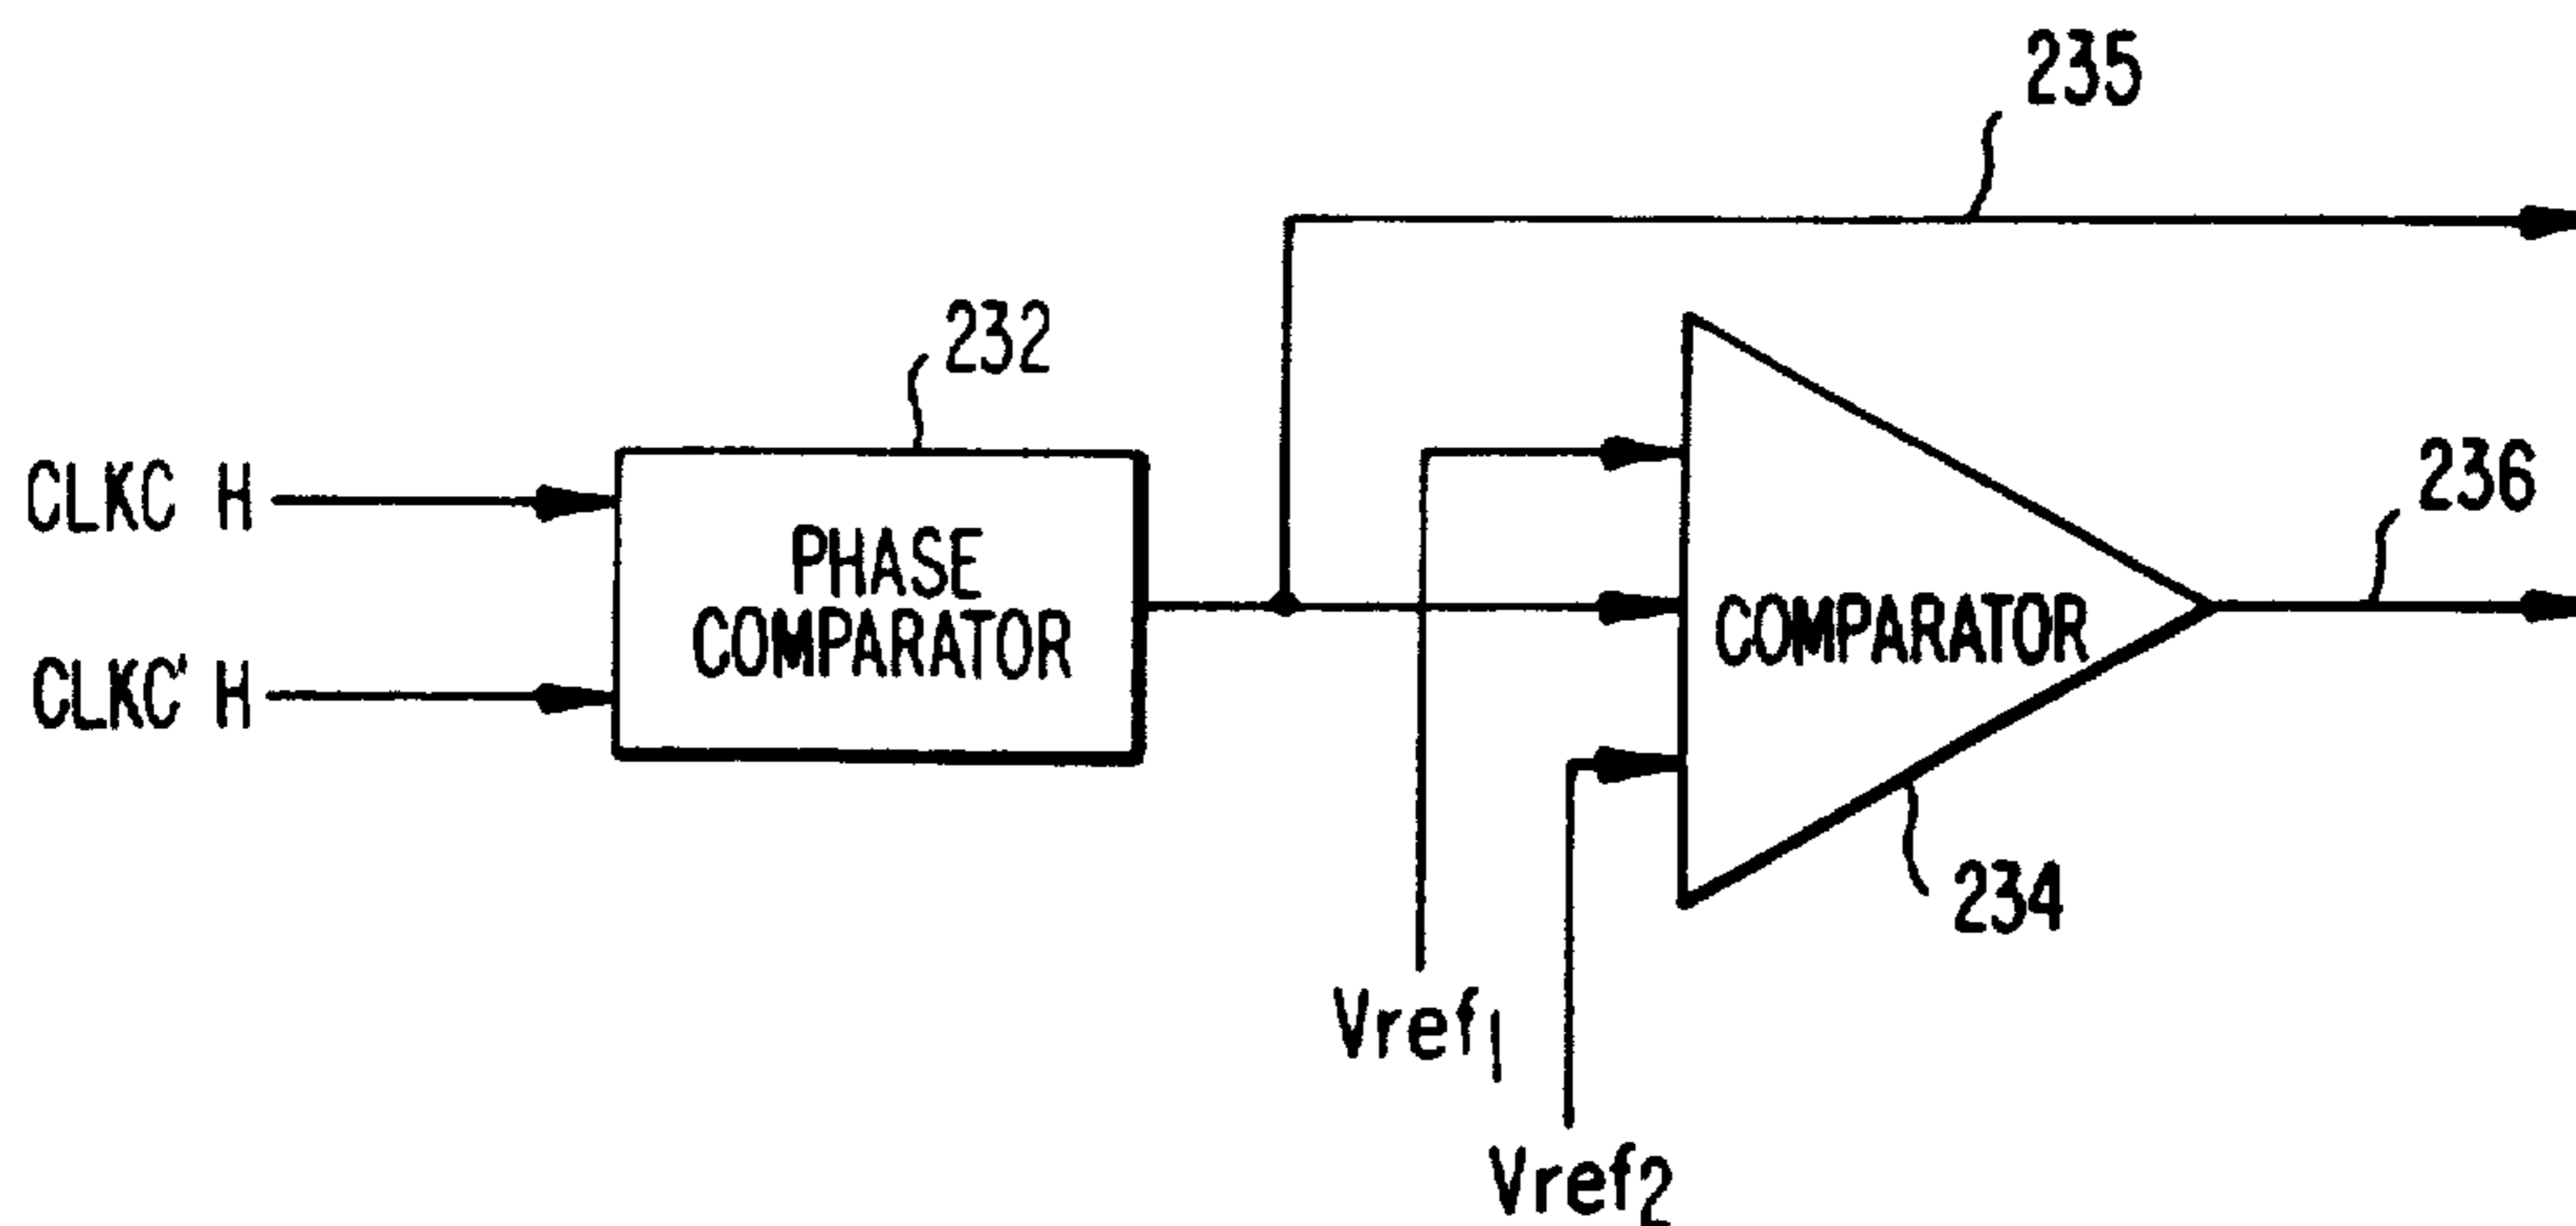 235
232
236
CLKC H
PHASE
COMPARATOR
COMPARATOR
CLKC' H
234
Vref1
Vref2